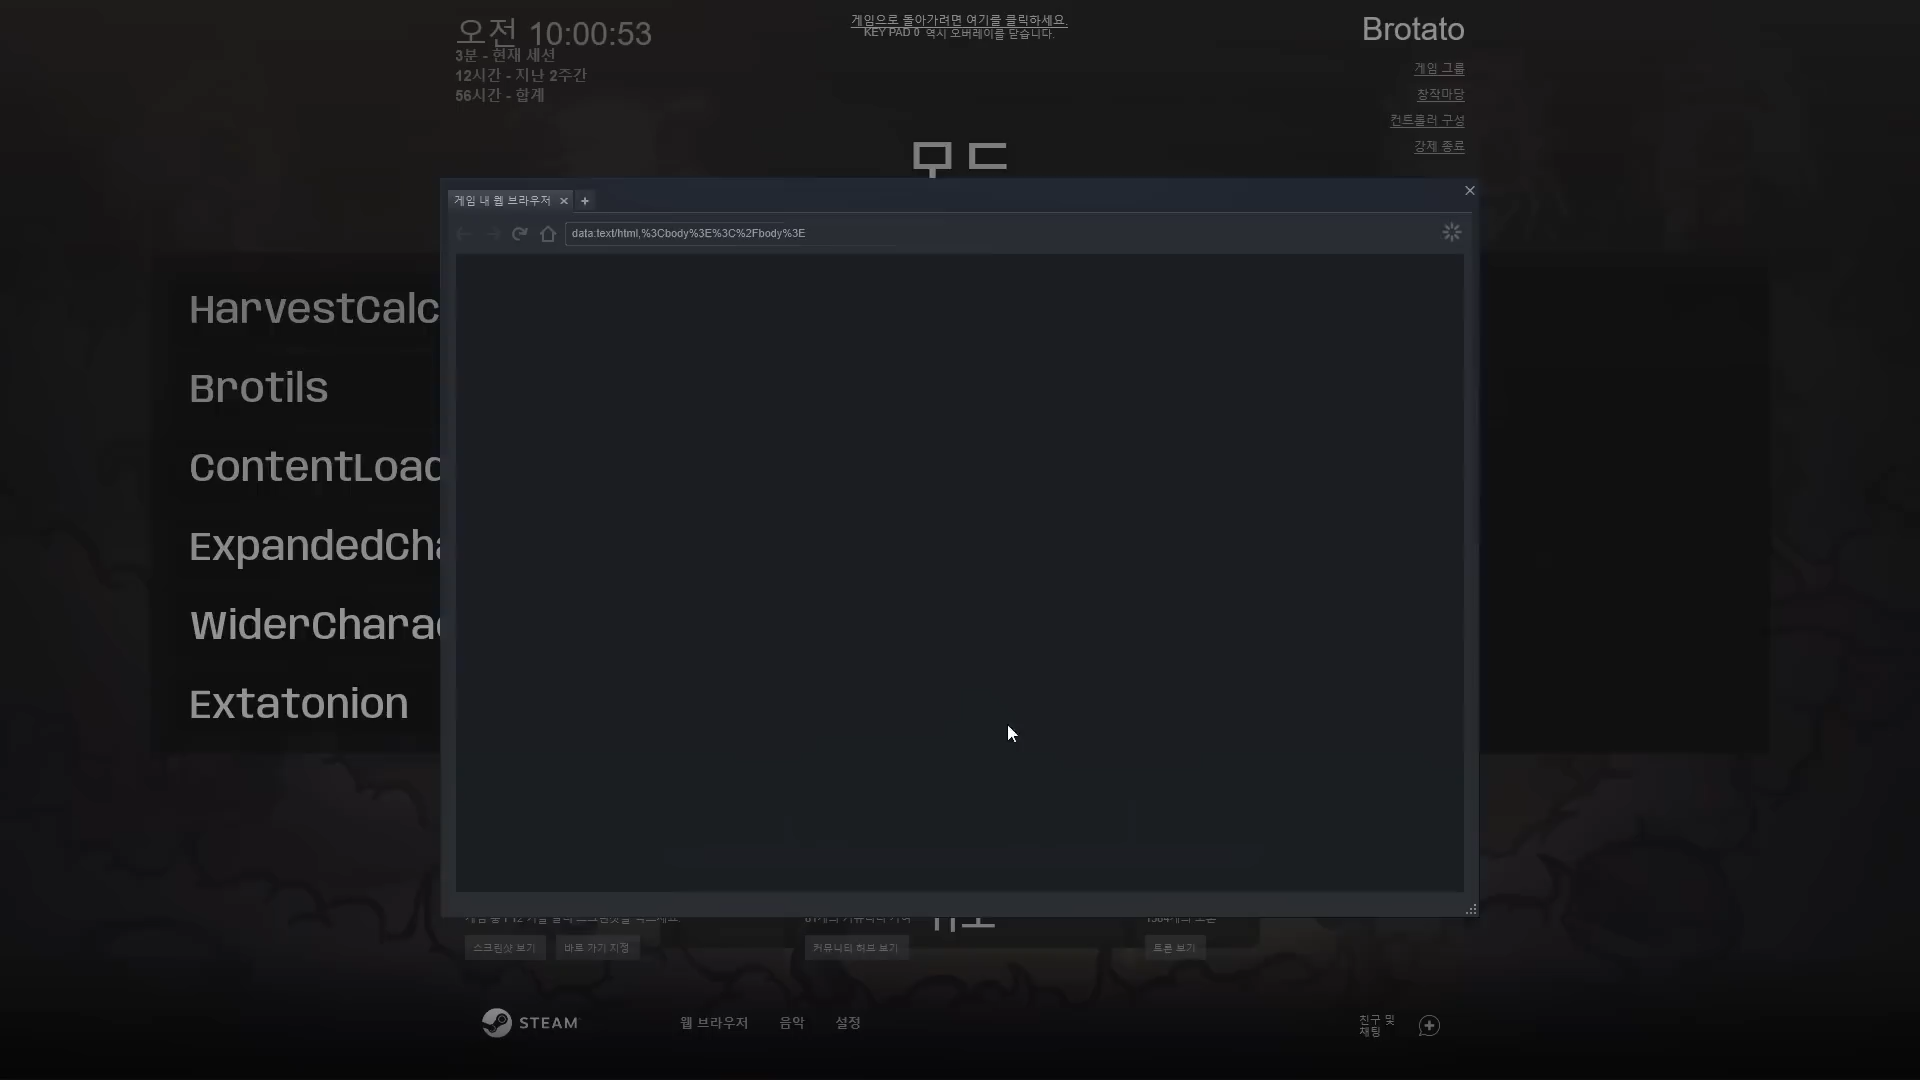 오전 10:00:53
3분 - 현재 세션
12시간 - 지난 2주간
56시간 - 합계
게임으로 돌아가려면 여기를 클릭하세요.
KEY PAD 0 역시 오버레이를 닫습니다.
Brotato
게임 그룹
창작마당
컨트롤러 구성
강제 종료
게임 내 웹 브라우저
data:text/html,%3Cbody%3E%3C%2Fbody%3E
HarvestCalc
Brotils
ContentLoad
ExpandedCha
WiderCharac
Extatonion
스크린샷 보기
바로 가기 지정
커뮤니티 허브 보기
토론 보기
STEAM
웹 브라우저
음악
설정
친구 및
채팅